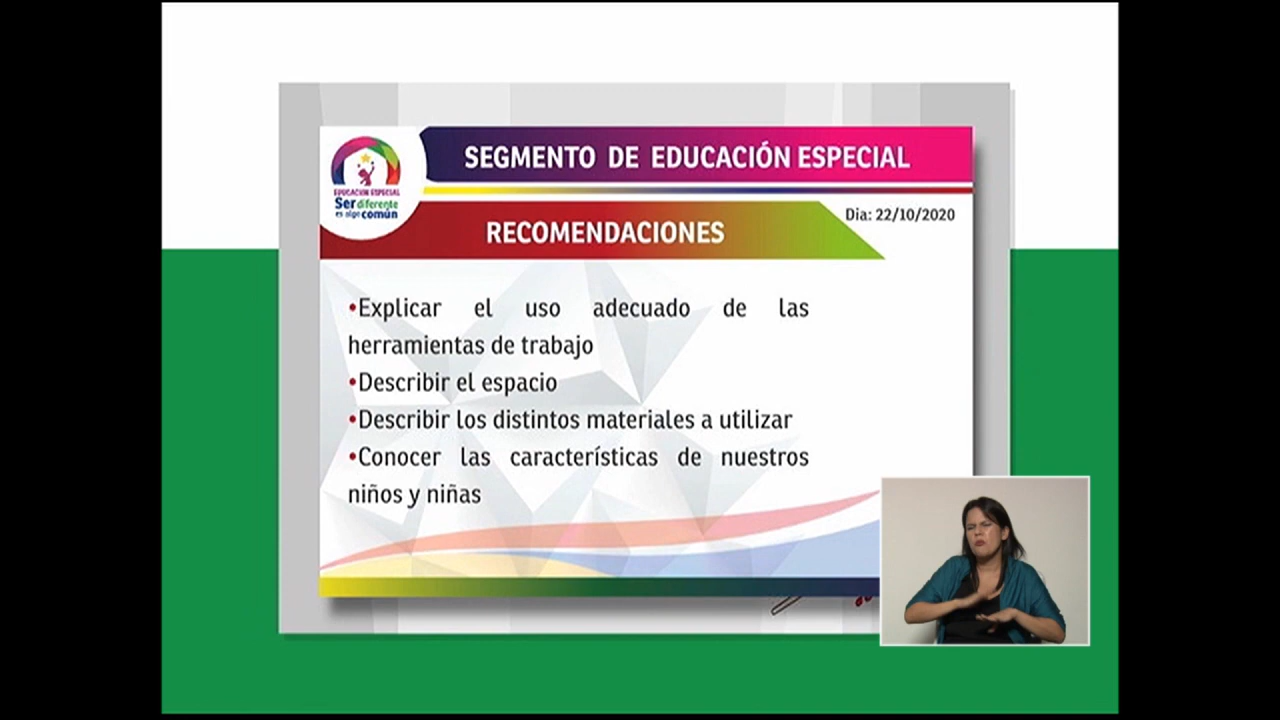 SEGMENTO DE EDUCACIÓN ESPECIAL
EDUCACIÓN ESPECIAL
Ser diferente
es algo común
Dia: 22/10/2020
RECOMENDACIONES
•Explicar el uso adecuado de las
herramientas de trabajo
•Describir el espacio
•Describir los distintos materiales a utilizar
•Conocer las características de nuestros
niños y niñas